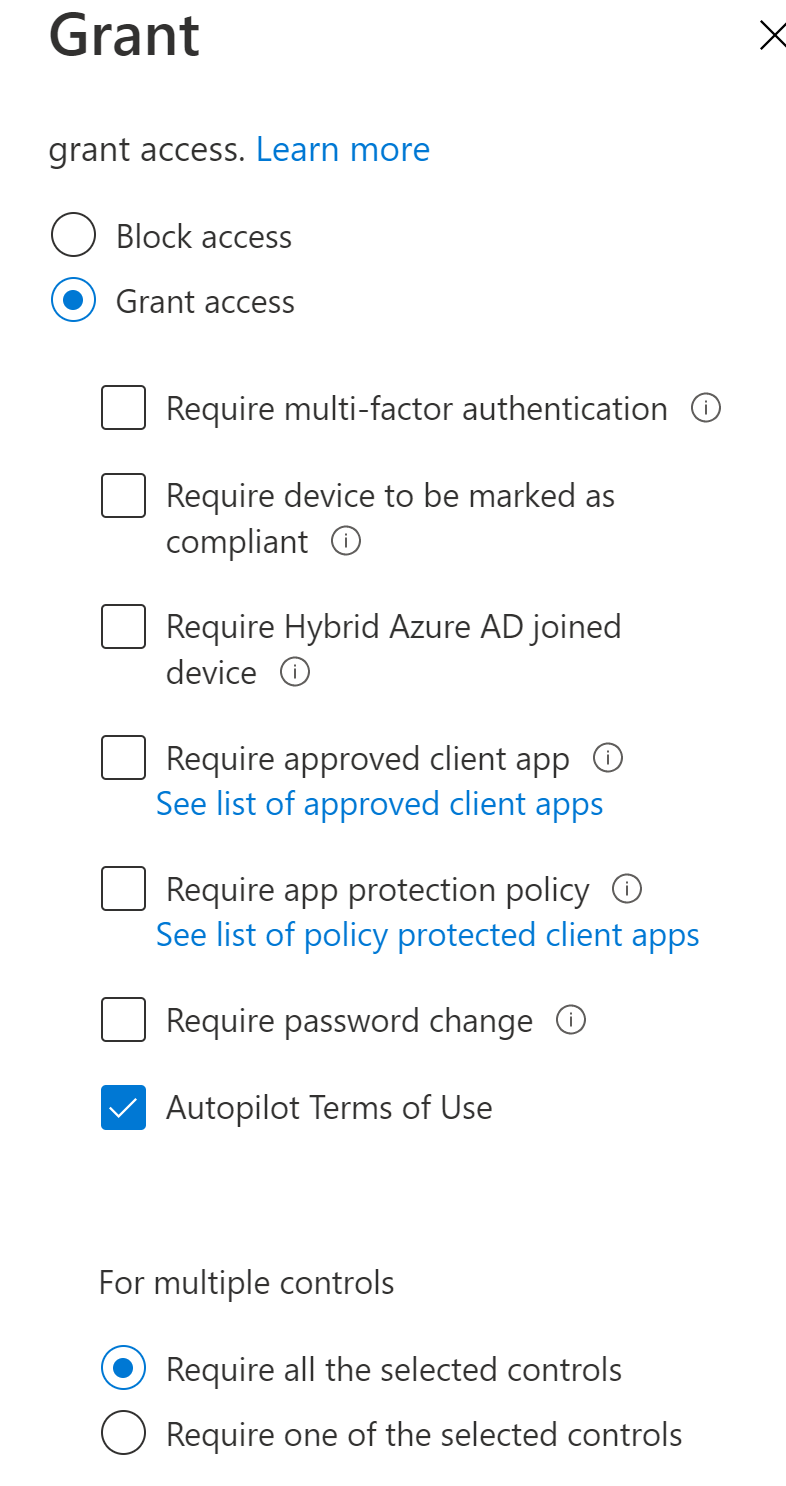 Grant
grant access. Learn more
Block access
Grant access
Require multi-factor authentication
Require device to be marked as
compliant
Require Hybrid Azure AD joined
device
Require approved client app
See list of approved client apps
Require app protection policy
See list of policy protected client apps
Require password change
Autopilot Terms of Use
For multiple controls
Require all the selected controls
Require one of the selected controls